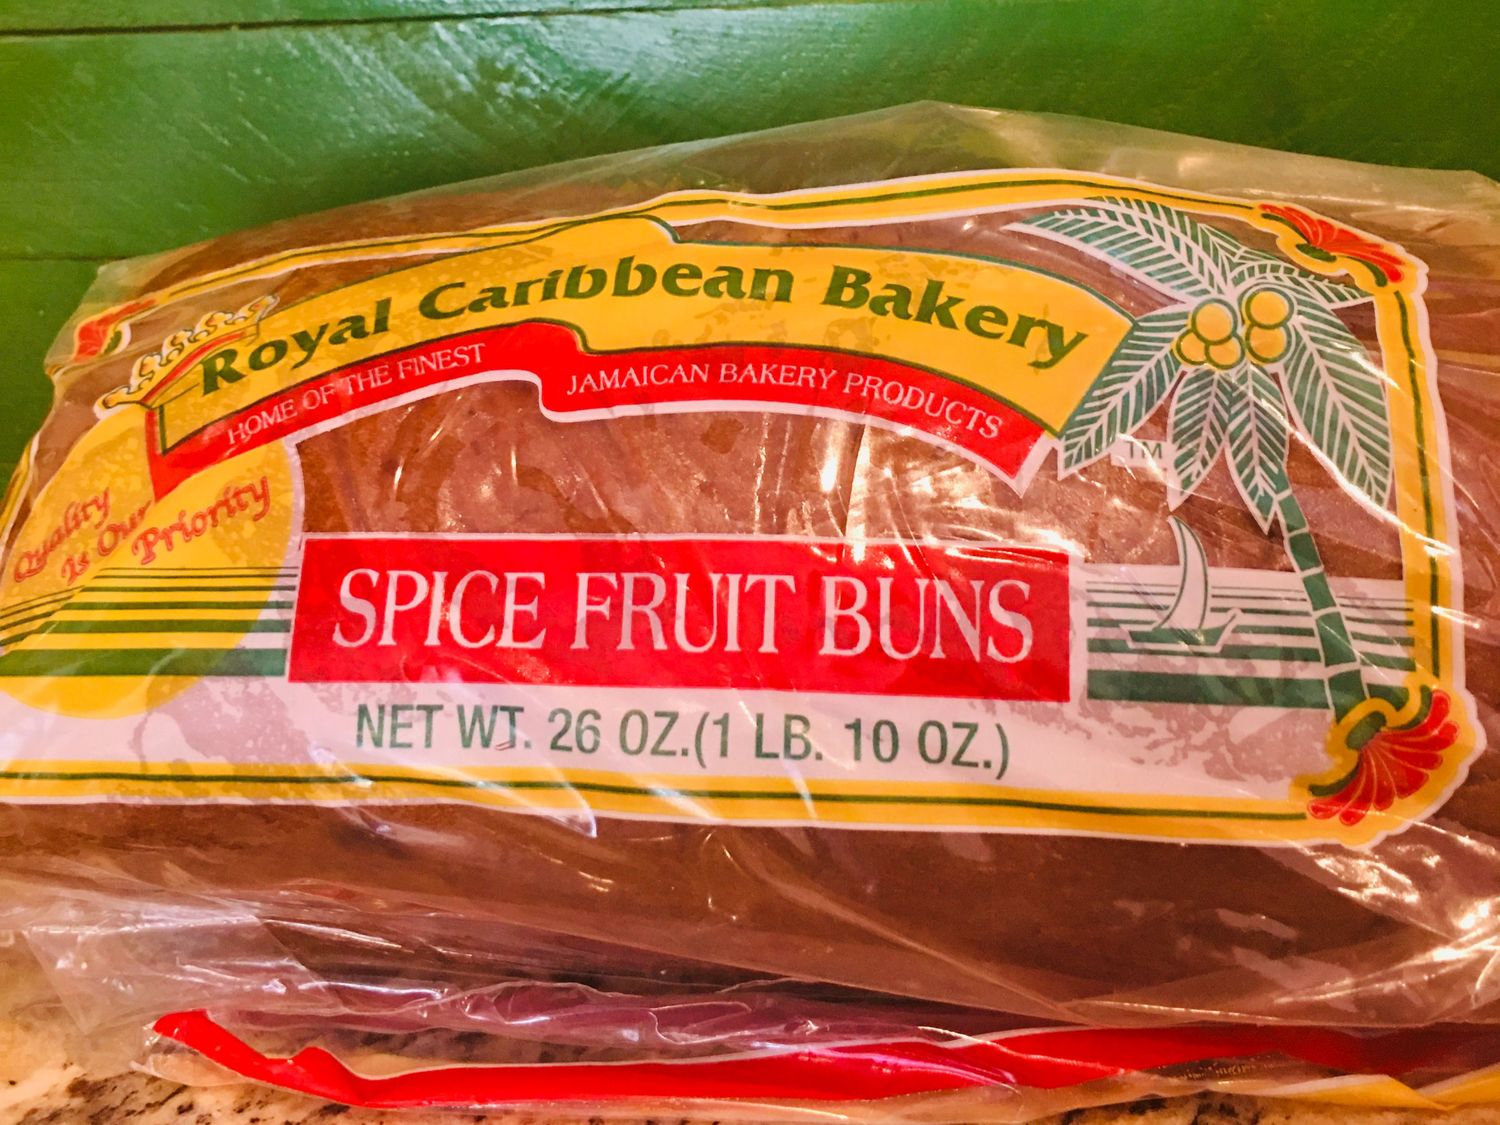 Royal Caribbean Bakery
HOME OF THE FINEST JAMAICAN BAKERY PRODUCTS
TM
Quality
Is Our
Priority
SPICE FRUIT BUNS
NET WT. 26 OZ.(1 LB. 10 OZ.)